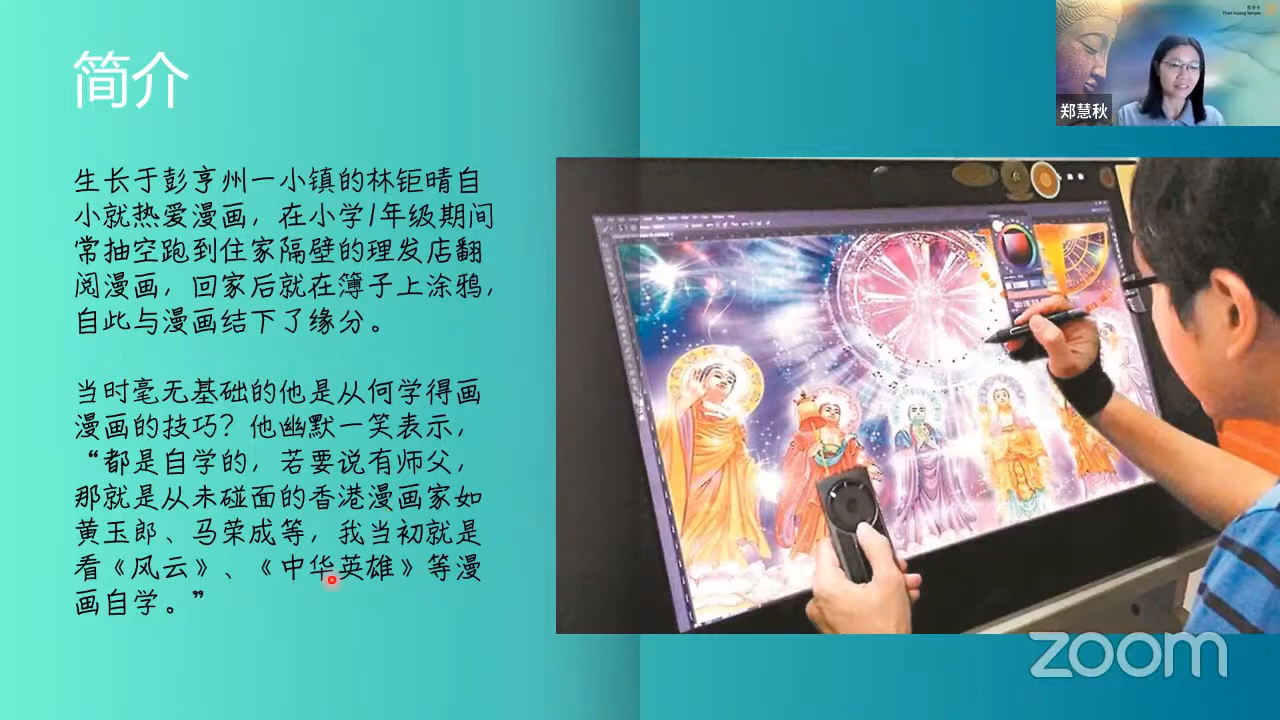 简介
生长于彭亨州一小镇的林钜晴自
小就热爱漫画，在小学1年级期间
常抽空跑到住家隔壁的理发店翻
阅漫画，回家后就在簿子上涂鸦，
自此与漫画结下了缘分。
当时毫无基础的他是从何学得画
漫画的技巧？他幽默一笑表示，
“都是自学的，若要说有师父，
那就是从未碰面的香港漫画家如
黄玉郎、马荣成等，我当初就是
看《风云》、《中华英雄》等漫
画自学。”
郑慧秋
zoom